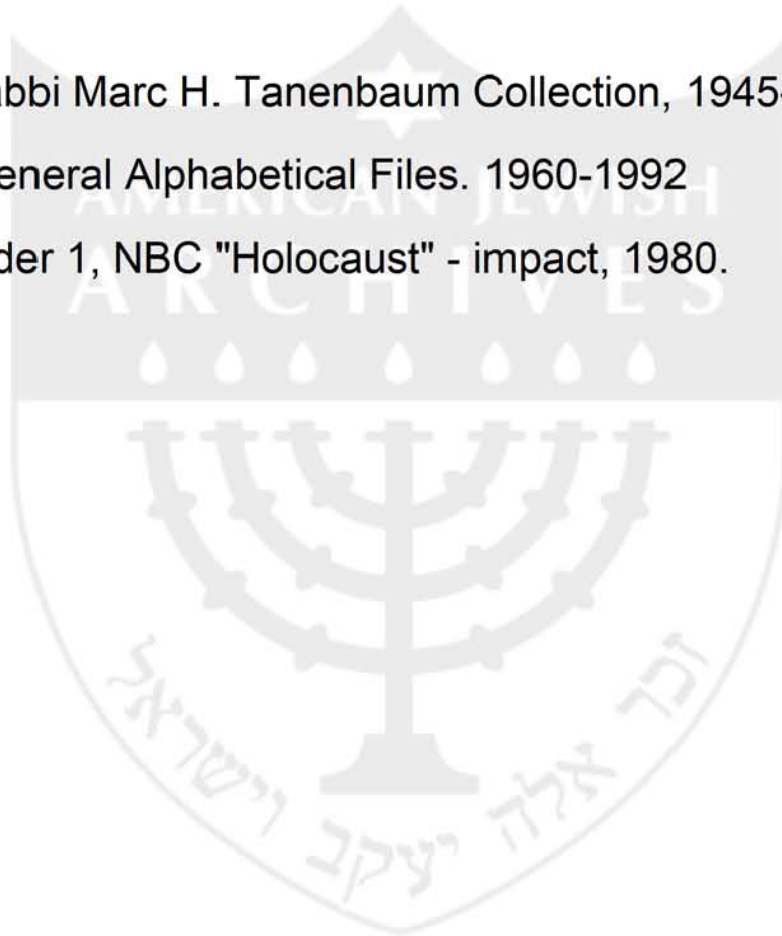 abbi Marc H. Tanenbaum Collection, 1945-
eneral Alphabetical Files. 1960-1992
AMERICAN JEWISH
der 1, NBC "Holocaust" - impact, 1980.
ARCHIVES
זכר אלה יעקב וישראל